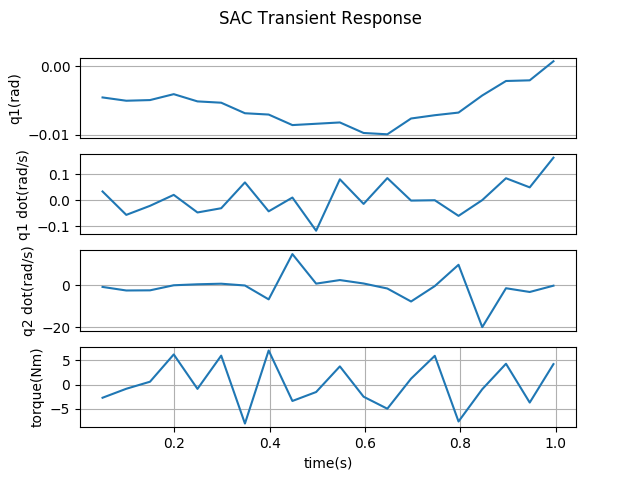 SAC Transient Response
q1(rad)
0.00
−0.01
q1 dot(rad/s)
0.1
0.0
−0.1
q2 dot(rad/s)
0
−20
torque(Nm)
5
0
−5
0.2 0.4 0.6 0.8 1.0
time(s)